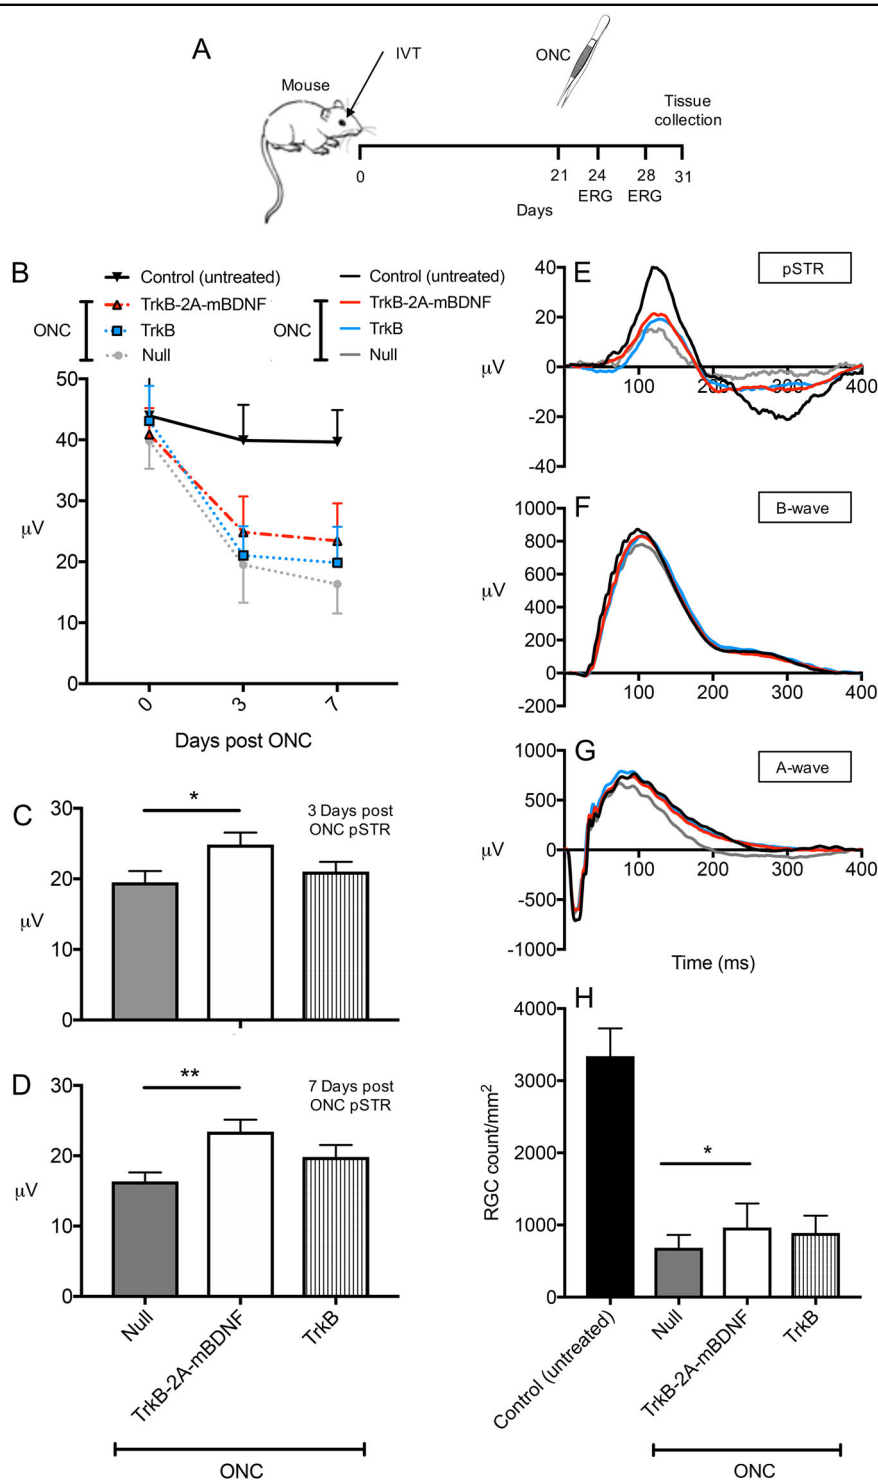 A
IVT
ONC
Mouse
Tissue
collection
0
21
24
28
31
ERG
ERG
Days
B
Control (untreated)
TrkB-2A-mBDNF
ONC
TrkB
Null
Control (untreated)
TrkB-2A-mBDNF
ONC
TrkB
Null
50
40
30
20
10
0
μV
0
3
7
Days post ONC
C
30
20
10
0
μV
*
3 Days post
ONC pSTR
D
30
20
10
0
μV
**
7 Days post
ONC pSTR
Null
TrkB-2A-mBDNF
TrkB
ONC
E
pSTR
40
20
0
-20
-40
μV
100
200
300
400
F
B-wave
1000
800
600
400
200
0
-200
μV
100
200
300
400
G
A-wave
1000
500
0
-500
-1000
μV
100
200
300
400
Time (ms)
H
4000
3000
2000
1000
0
RGC count/mm²
*
Control (untreated)
Null
TrkB-2A-mBDNF
TrkB
ONC